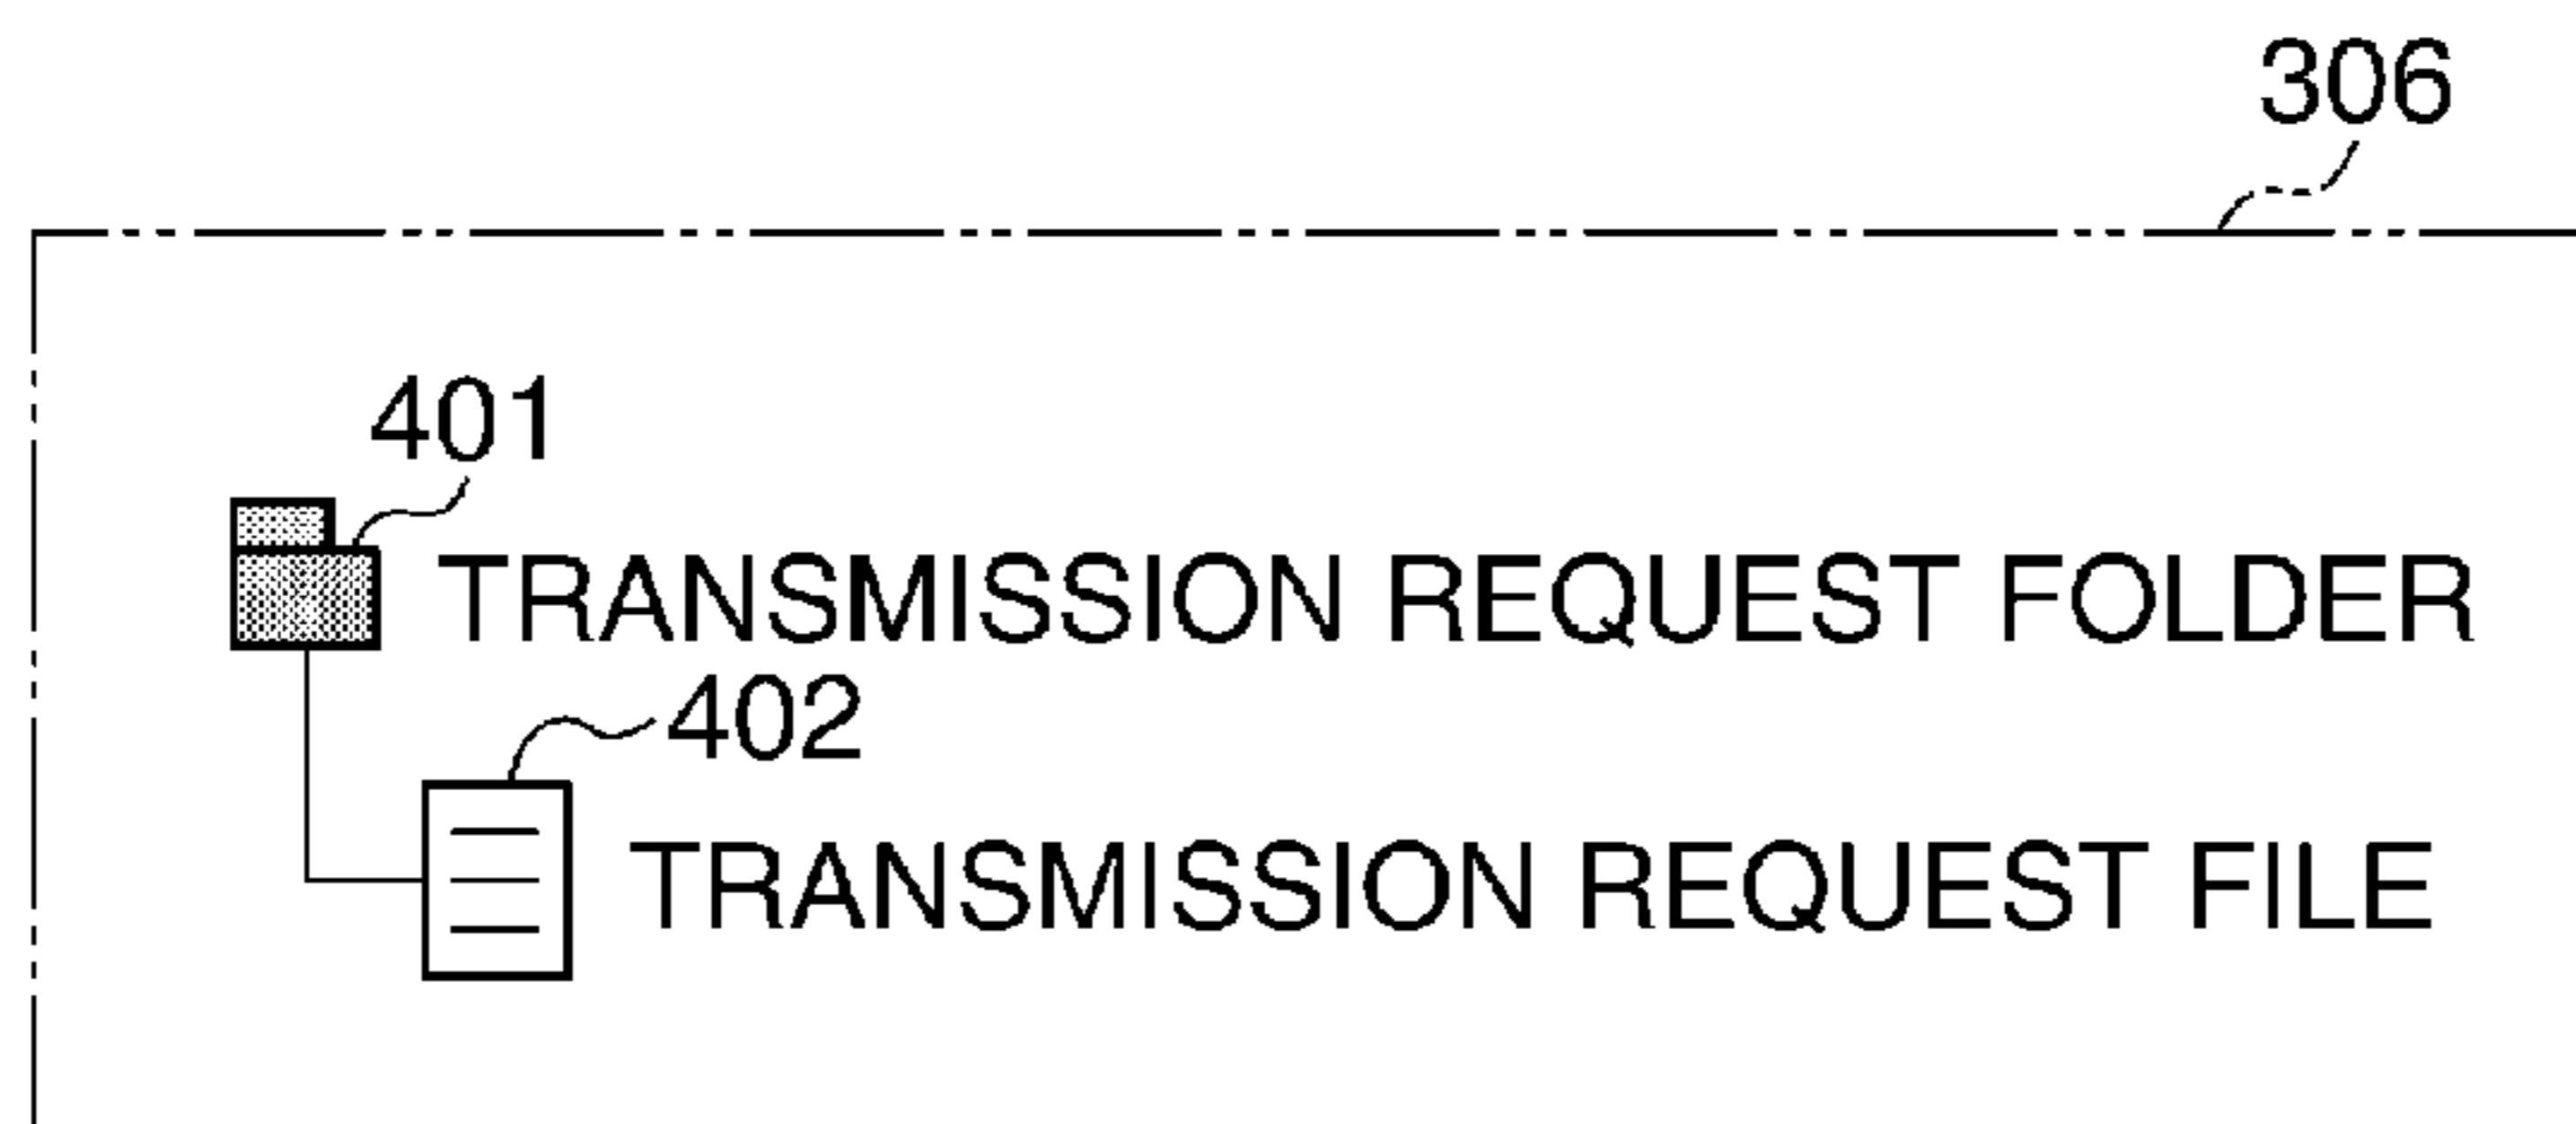 306
401
TRANSMISSION REQUEST FOLDER
402
TRANSMISSION REQUEST FILE